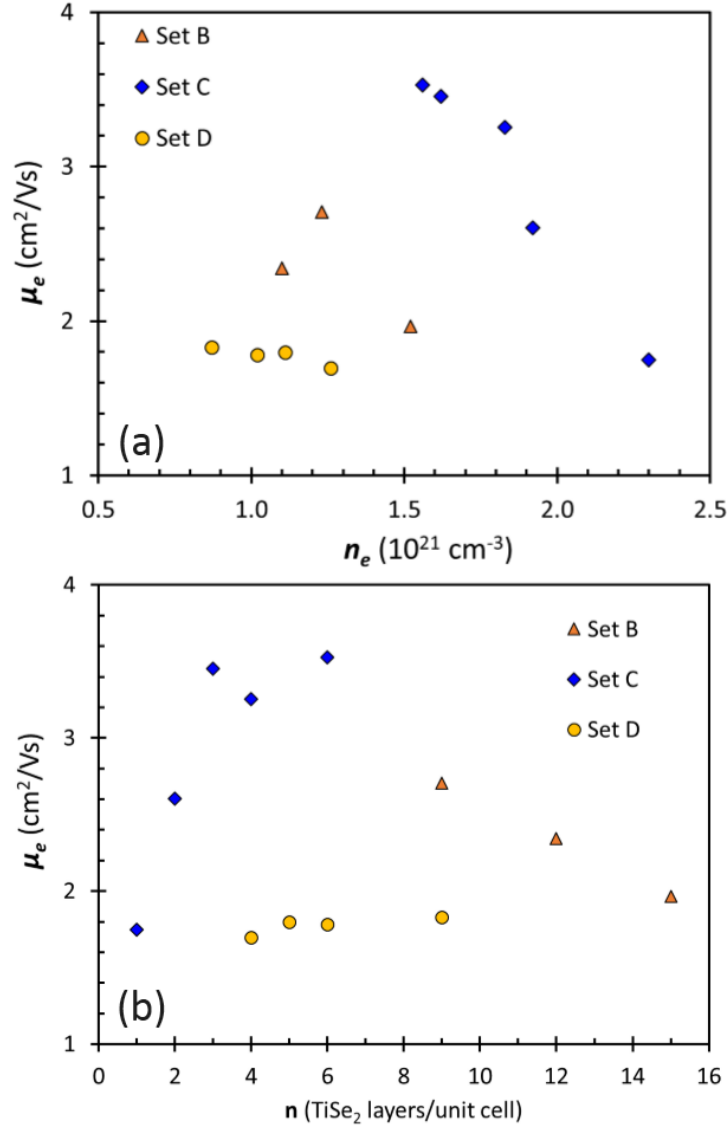 4
Set B
Set C
3
Set D
μₑ (cm²/Vs)
2
(a)
1
0.5 1.0 1.5 2.0 2.5
nₑ (10²¹ cm⁻³)
4
Set B
Set C
3
Set D
μₑ (cm²/Vs)
2
(b)
1
0 2 4 6 8 10 12 14 16
n (TiSe₂ layers/unit cell)